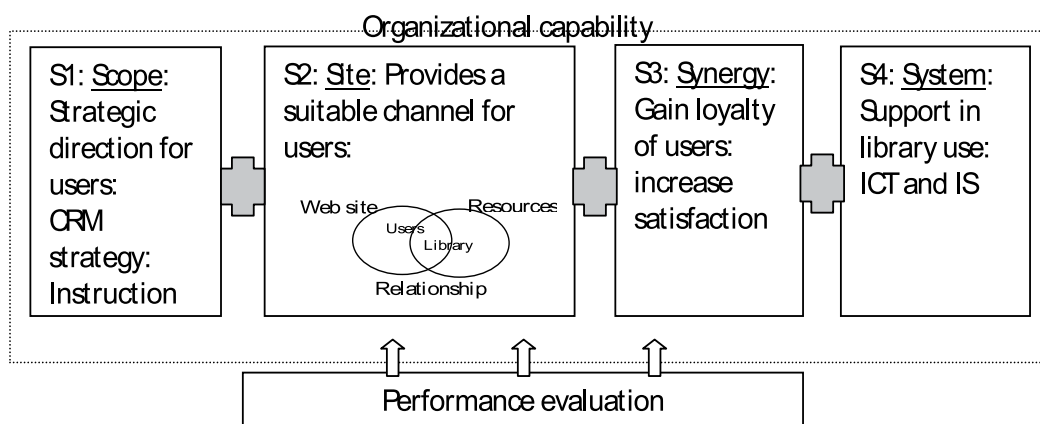 Organizational capability
S1: Scope:
Strategic
direction for
users:
CRM
strategy:
Instruction
S2: Site: Provides a
suitable channel for
users:
Web site
Resources
Users
Library
Relationship
S3: Synergy:
Gain loyalty
of users:
increase
satisfaction
S4: System:
Support in
library use:
ICT and IS
Performance evaluation